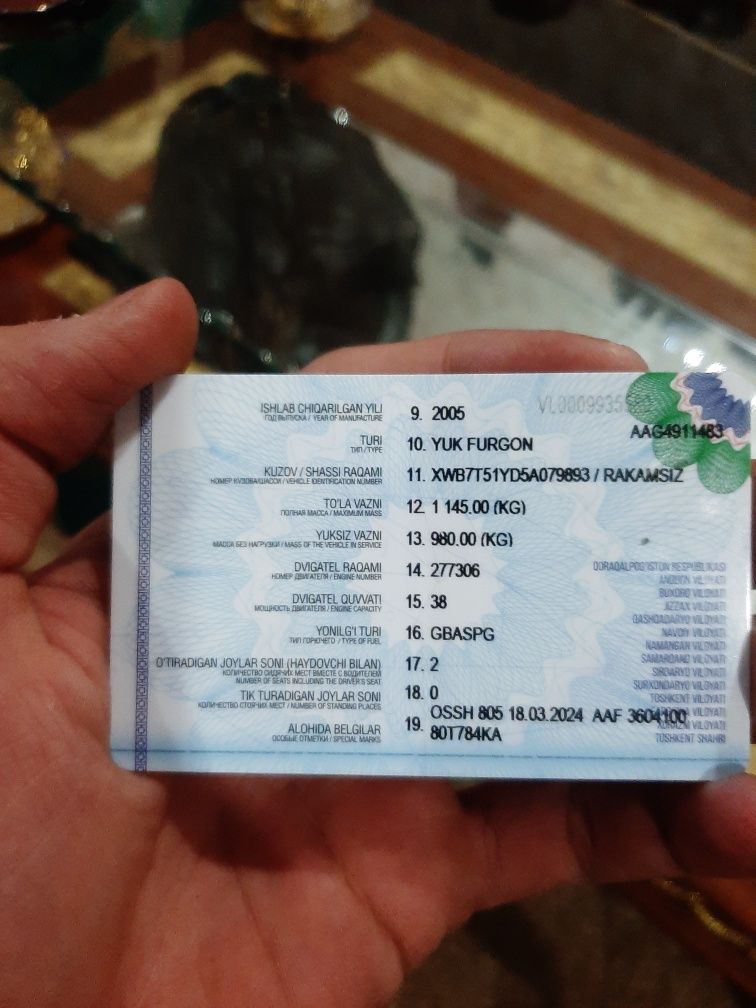 AAG4911483
ISHLAB CHIQARILGAN YILI 9. 2005
ГОД ВЫПУСКА / YEAR OF MANUFACTURE
TURI 10. YUK FURGON
ТИП / TYPE
KUZOV / SHASSI RAQAMI 11. XWB7T51YD5A079893 / RAKAMSIZ
НОМЕР КУЗОВА/ШАССИ / VEHICLE IDENTIFICATION NUMBER
TO'LA VAZNI 12. 1 145.00 (KG)
ПОЛНАЯ МАССА / MAXIMUM MASS
YUKSIZ VAZNI 13. 980.00 (KG)
МАССА БЕЗ НАГРУЗКИ / MASS OF THE VEHICLE IN SERVICE
DVIGATEL RAQAMI 14. 277306
НОМЕР ДВИГАТЕЛЯ / ENGINE NUMBER
DVIGATEL QUVVATI 15. 38
МОЩНОСТЬ ДВИГАТЕЛЯ / ENGINE CAPACITY
YONILG'I TURI 16. GBASPG
ТИП ГОРЮЧЕГО / TYPE OF FUEL
O'TIRADIGAN JOYLAR SONI (HAYDOVCHI BILAN) 17. 2
КОЛИЧЕСТВО СИДЯЧИХ МЕСТ ВМЕСТЕ С ВОДИТЕЛЕМ
NUMBER OF SEATS INCLUDING THE DRIVER'S SEAT
TIK TURADIGAN JOYLAR SONI 18. 0
КОЛИЧЕСТВО СТОЯЧИХ МЕСТ / NUMBER OF STANDING PLACES
ALOHIDA BELGILAR 19. OSSH 805 18.03.2024 AAF 3604100
ОСОБЫЕ ОТМЕТКИ / SPECIAL MARKS
80T784KA
QORAQALPOG'ISTON RESPUBLIKASI
ANDIJON VILOYATI
BUXORO VILOYATI
JIZZAX VILOYATI
QASHQADARYO VILOYATI
NAVOIY VILOYATI
NAMANGAN VILOYATI
SAMARQAND VILOYATI
SIRDARYO VILOYATI
SURXONDARYO VILOYATI
TOSHKENT VILOYATI
VILOYATI
XORAZM VILOYATI
TOSHKENT SHAHRI